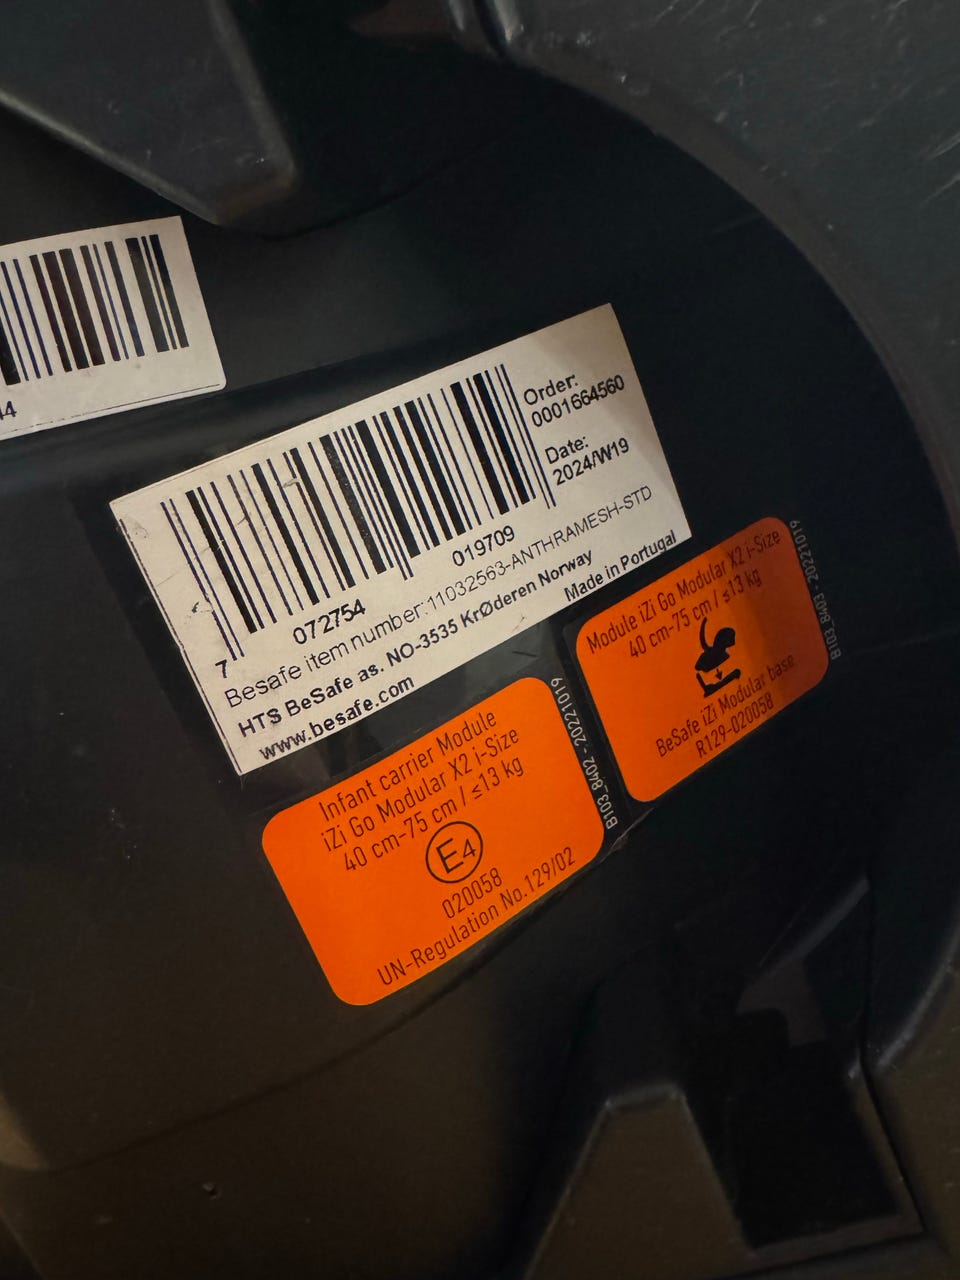 44
Order:
0001664560
Date:
2024/W19
7 072754 019709
Besafe item number:11032563-ANTHRAMESH-STD
HTS BeSafe as. NO-3535 KrØderen Norway
www.besafe.com
Made in Portugal
Module iZi Go Modular X2 i-Size
40 cm-75 cm / ≤13 kg
BeSafe iZi Modular base
R129-020058
B103_8403 - 20221019
Infant carrier Module
iZi Go Modular X2 i-Size
40 cm-75 cm / ≤13 kg
E4
020058
UN-Regulation No.129/02
B103_8402 - 20221019